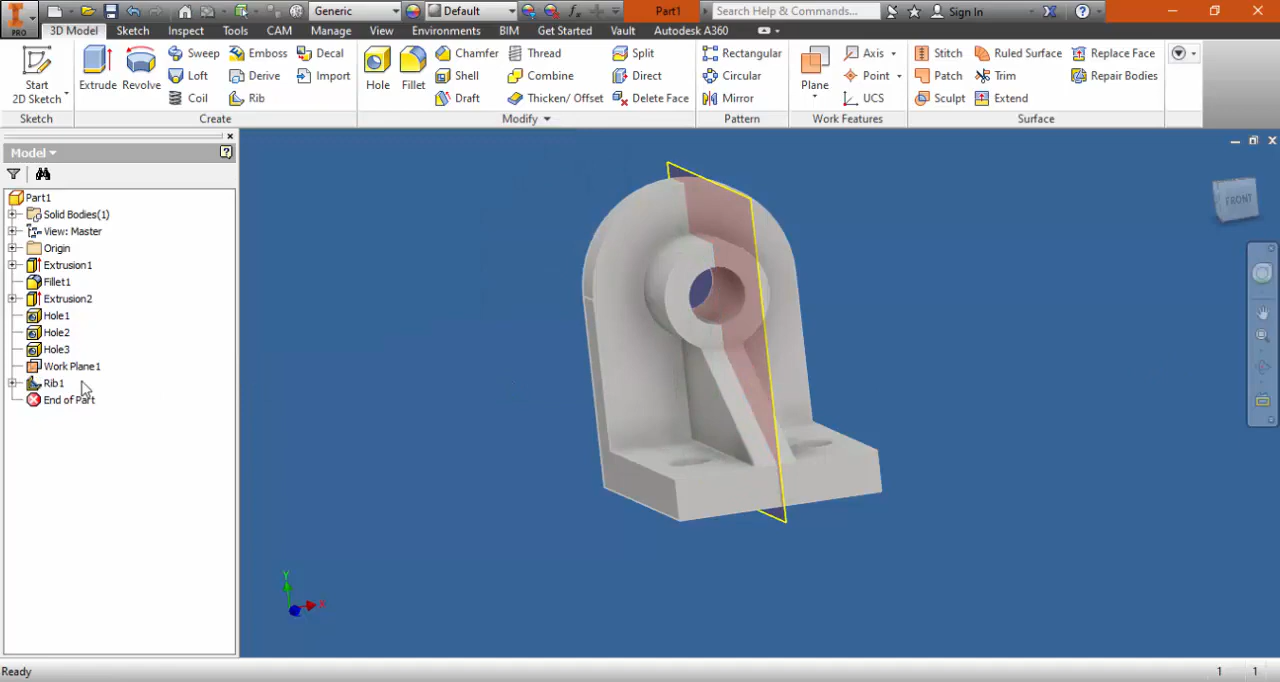 Generic
Default
Part1
Search Help & Commands...
Sign In
PRO
3D Model Sketch Inspect Tools CAM Manage View Environments BIM Get Started Vault Autodesk A360
Start
2D Sketch
Extrude
Revolve
Sweep
Loft
Coil
Emboss
Derive
Rib
Decal
Import
Hole
Fillet
Chamfer
Shell
Draft
Thread
Combine
Thicken/ Offset
Split
Direct
Delete Face
Rectangular
Circular
Mirror
Plane
Axis
Point
UCS
Stitch
Patch
Sculpt
Ruled Surface
Trim
Extend
Replace Face
Repair Bodies
Sketch Create Modify Pattern Work Features Surface
Model
Part1
Solid Bodies(1)
View: Master
Origin
Extrusion1
Fillet1
Extrusion2
Hole1
Hole2
Hole3
Work Plane1
Rib1
End of Part
FRONT
Y
X
Ready 1 1